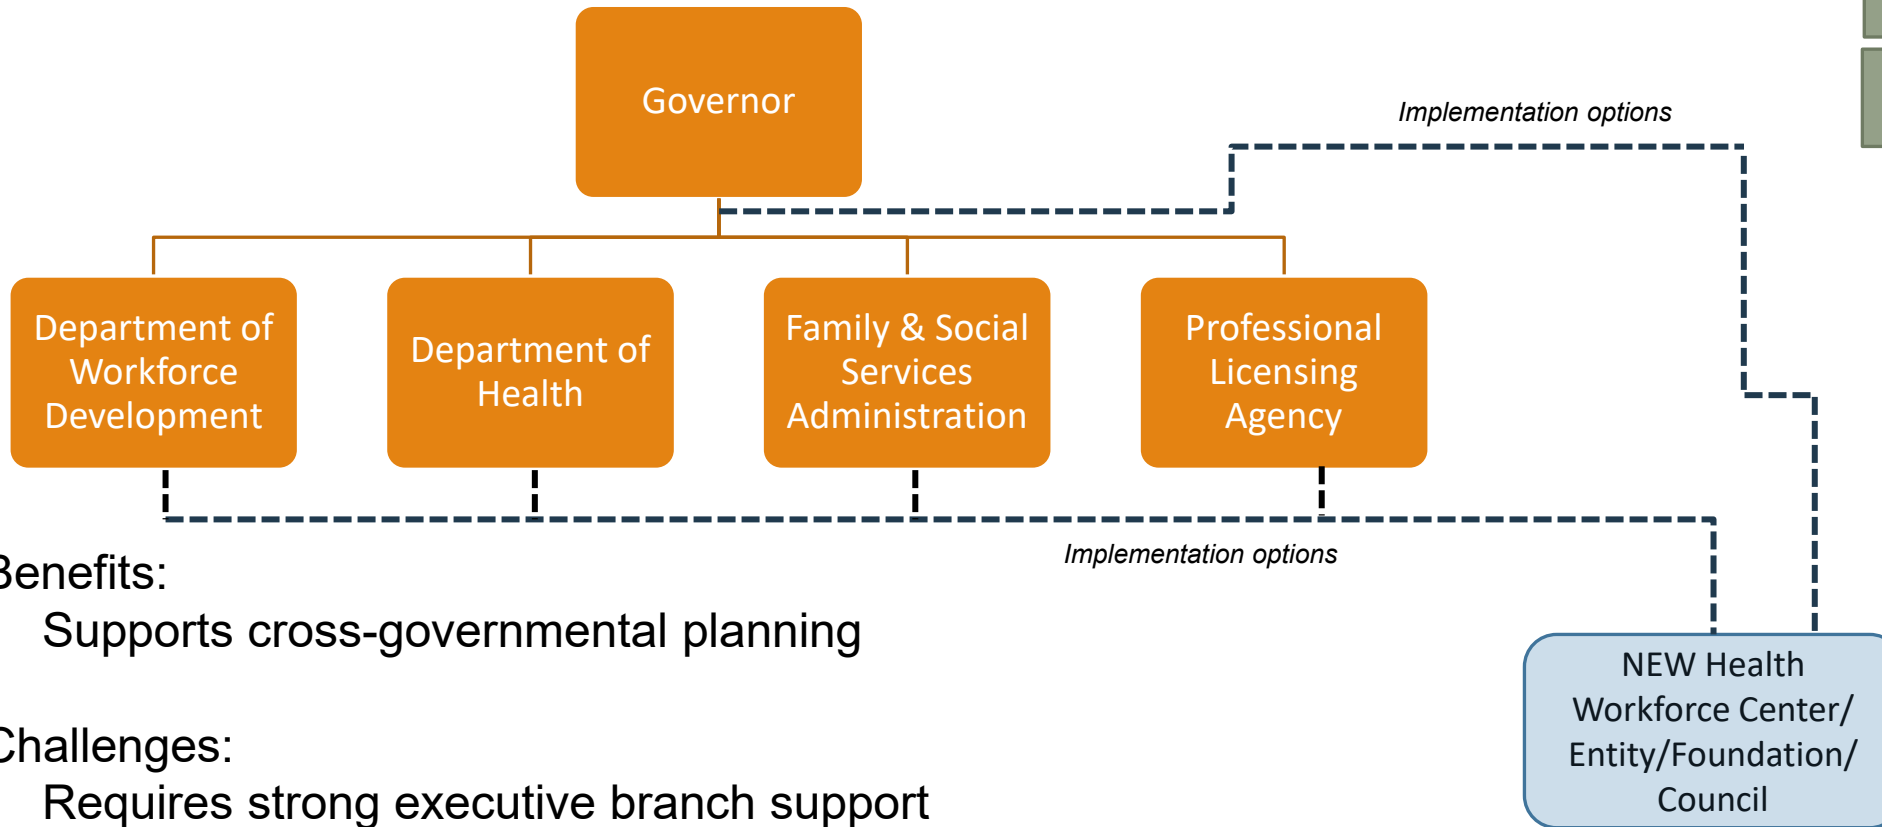 Governor
Implementation options
Department of
Workforce
Development
Department of
Health
Family & Social
Services
Administration
Professional
Licensing
Agency
Implementation options
Benefits:
Supports cross-governmental planning
Challenges:
Requires strong executive branch support
NEW Health
Workforce Center/
Entity/Foundation/
Council